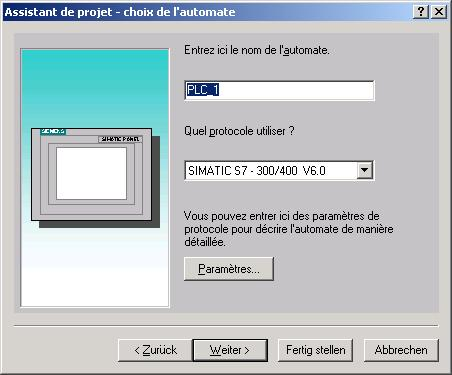 Assistant de projet - choix de l'automate
Entrez ici le nom de l'automate.
PLC_1
SIEMENS
SIMATIC PANEL
Quel protocole utiliser ?
SIMATIC S7 - 300/400 V6.0
Vous pouvez entrer ici des paramètres de
protocole pour décrire l'automate de manière
détaillée.
Paramètres...
< Zurück
Weiter >
Fertig stellen
Abbrechen